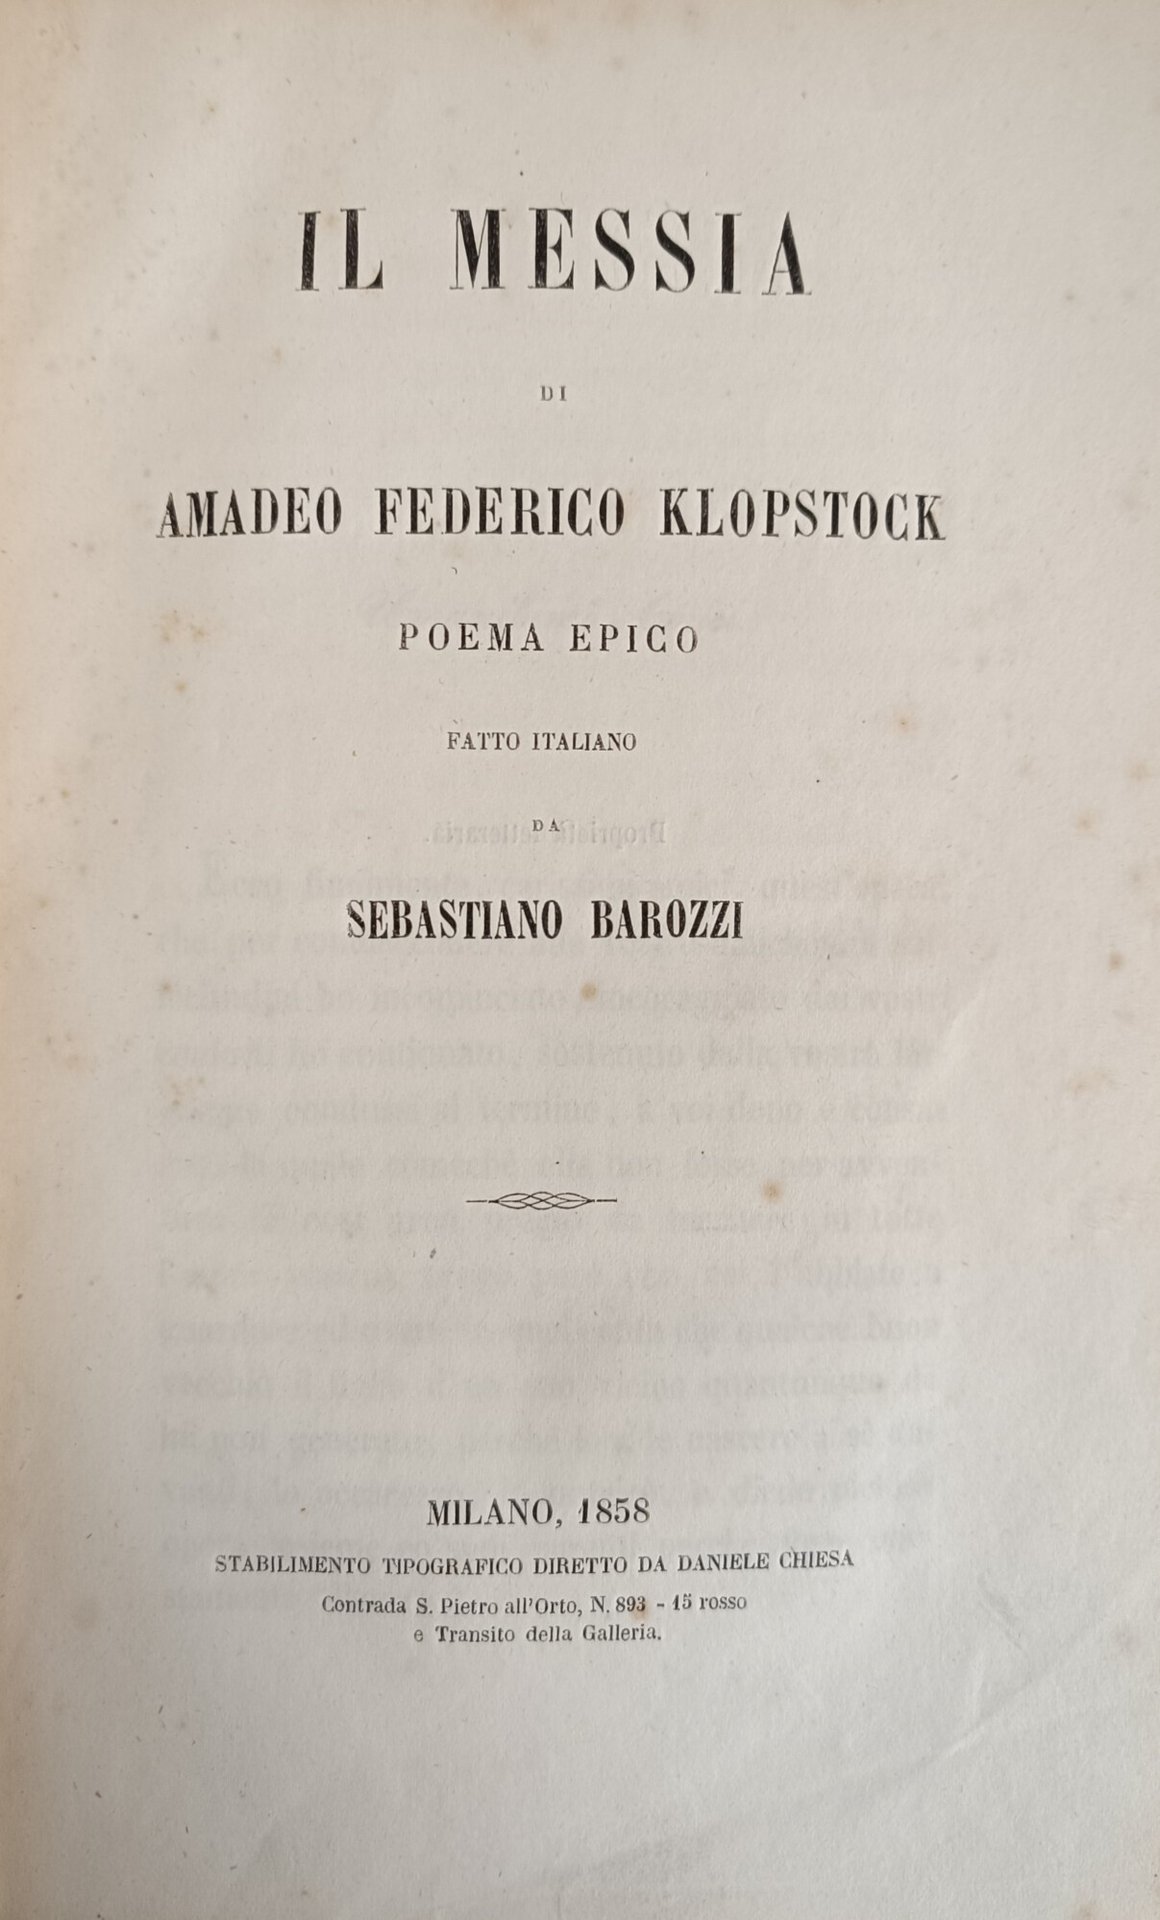 IL MESSIA
DI
AMADEO FEDERICO KLOPSTOCK
POEMA EPICO
FATTO ITALIANO
DA
SEBASTIANO BAROZZI
MILANO, 1858
STABILIMENTO TIPOGRAFICO DIRETTO DA DANIELE CHIESA
Contrada S. Pietro all'Orto, N. 893 - 15 rosso
e Transito della Galleria.